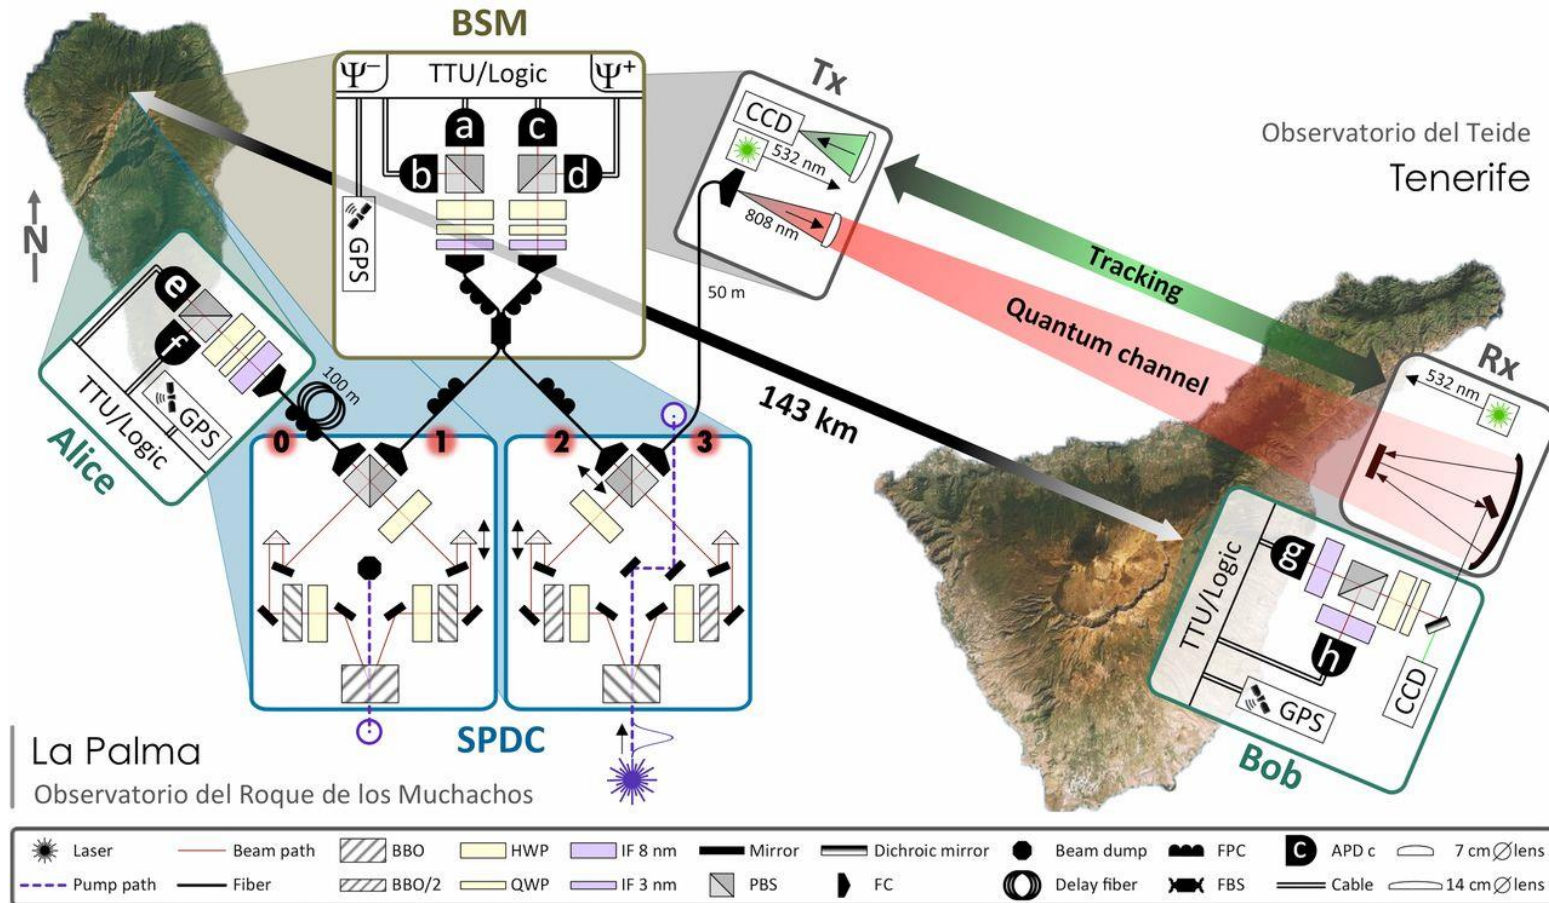 BSM
Ψ⁻
TTU/Logic
Ψ⁺
a
c
b
d
GPS
Tx
CCD
532 nm
808 nm
50 m
Observatorio del Teide
Tenerife
Tracking
Quantum channel
143 km
Rx
532 nm
N
e
f
GPS
TTU/Logic
Alice
100 m
0
1
2
3
SPDC
g
h
TTU/Logic
GPS
CCD
Bob
La Palma
Observatorio del Roque de los Muchachos
Laser
Beam path
BBO
HWP
IF 8 nm
Mirror
Dichroic mirror
Beam dump
FPC
C
APD c
7 cm ∅ lens
Pump path
Fiber
BBO/2
QWP
IF 3 nm
PBS
FC
Delay fiber
FBS
Cable
14 cm ∅ lens